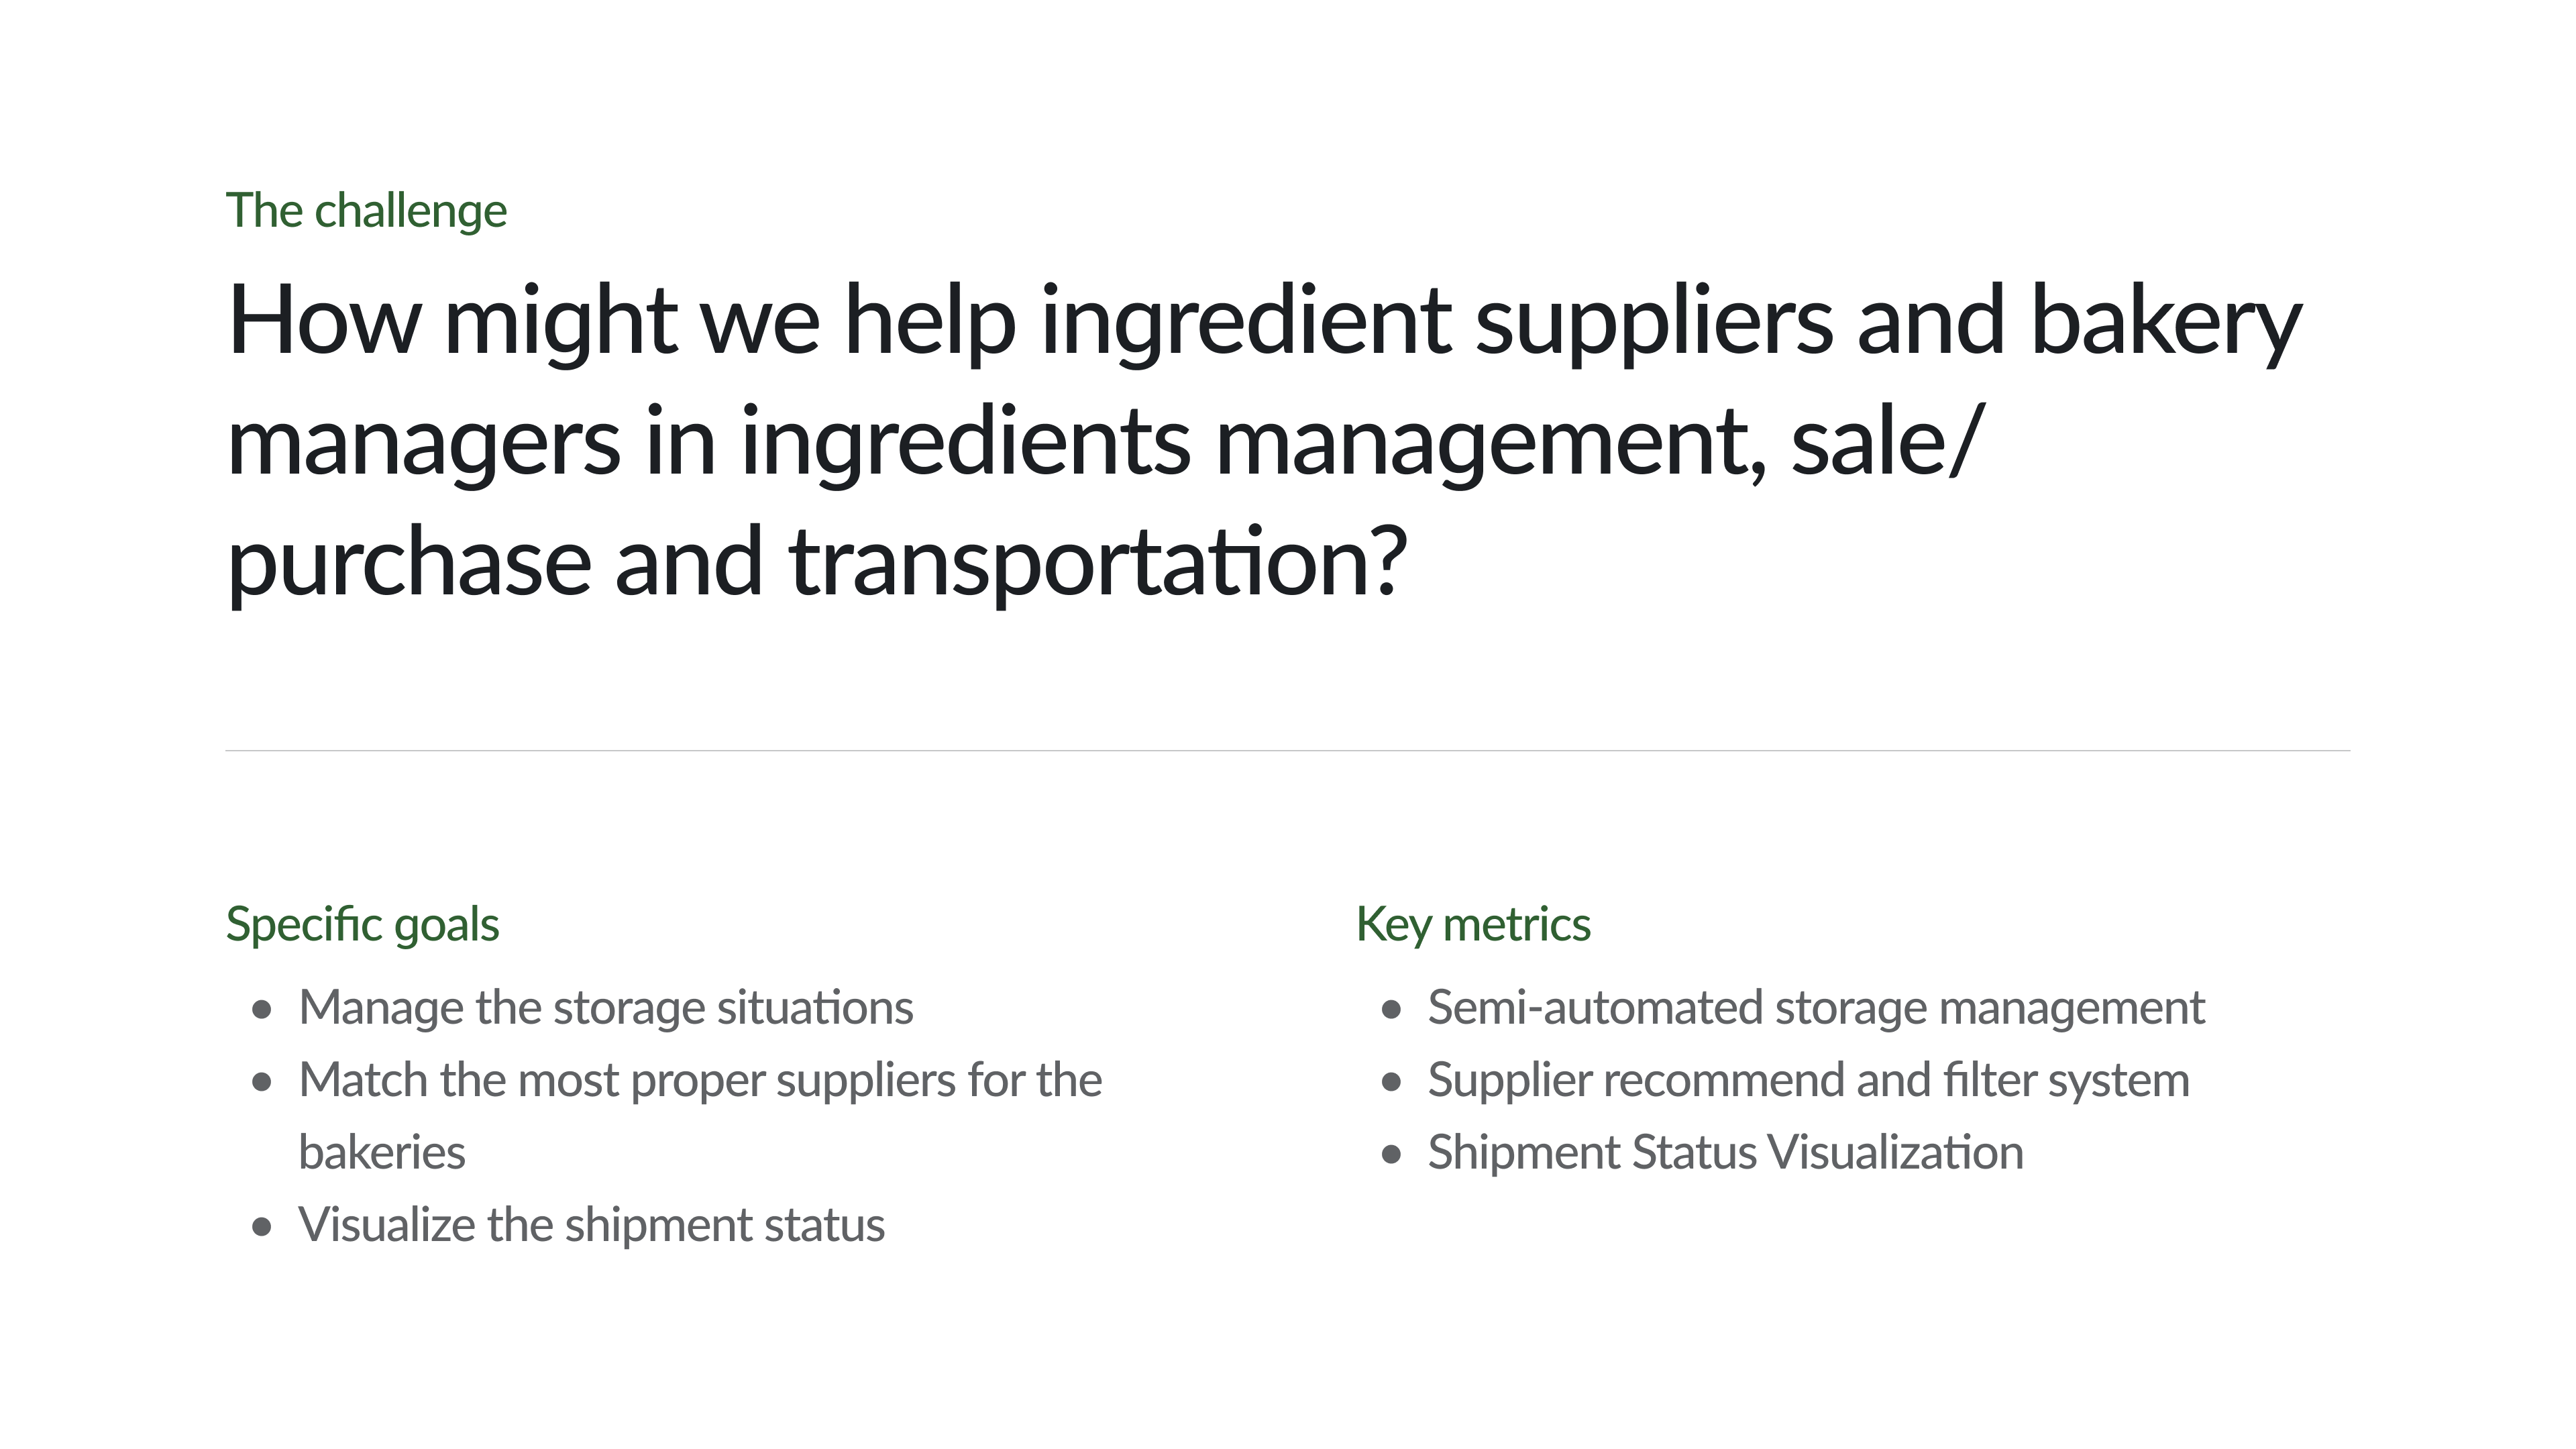 The challenge
How might we help ingredient suppliers and bakery
managers in ingredients management, sale/
purchase and transportation?
Specific goals
● Manage the storage situations
● Match the most proper suppliers for the
bakeries
● Visualize the shipment status
Key metrics
● Semi-automated storage management
● Supplier recommend and filter system
● Shipment Status Visualization